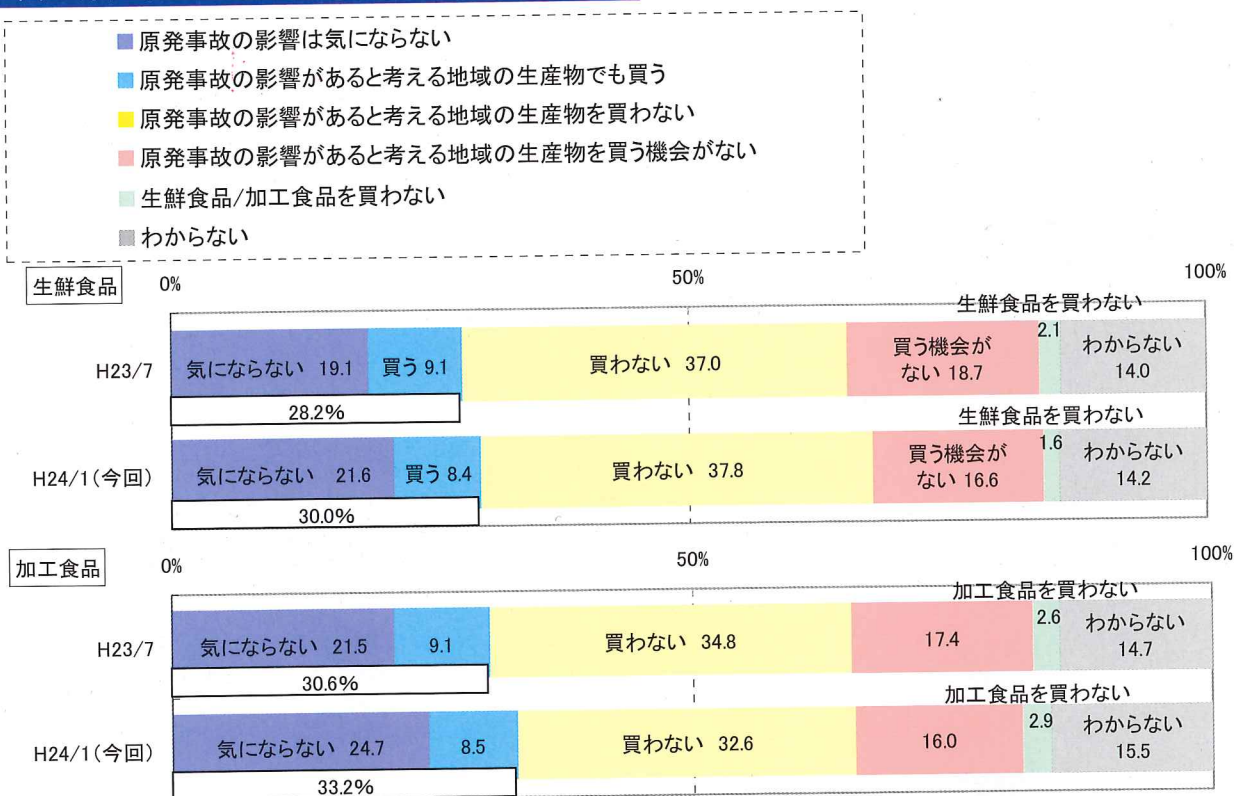 原発事故の影響は気にならない
原発事故の影響があると考える地域の生産物でも買う
原発事故の影響があると考える地域の生産物を買わない
原発事故の影響があると考える地域の生産物を買う機会がない
生鮮食品/加工食品を買わない
わからない
生鮮食品
0% 50% 100%
生鮮食品を買わない
H23/7 気にならない 19.1 買う 9.1 買わない 37.0 買う機会が
ない 18.7 2.1 わからない
14.0
28.2%
生鮮食品を買わない
H24/1(今回) 気にならない 21.6 買う 8.4 買わない 37.8 買う機会が
ない 16.6 1.6 わからない
14.2
30.0%
加工食品
0% 50% 100%
加工食品を買わない
H23/7 気にならない 21.5 9.1 買わない 34.8 17.4 2.6 わからない
14.7
30.6%
加工食品を買わない
H24/1(今回) 気にならない 24.7 8.5 買わない 32.6 16.0 2.9 わからない
15.5
33.2%